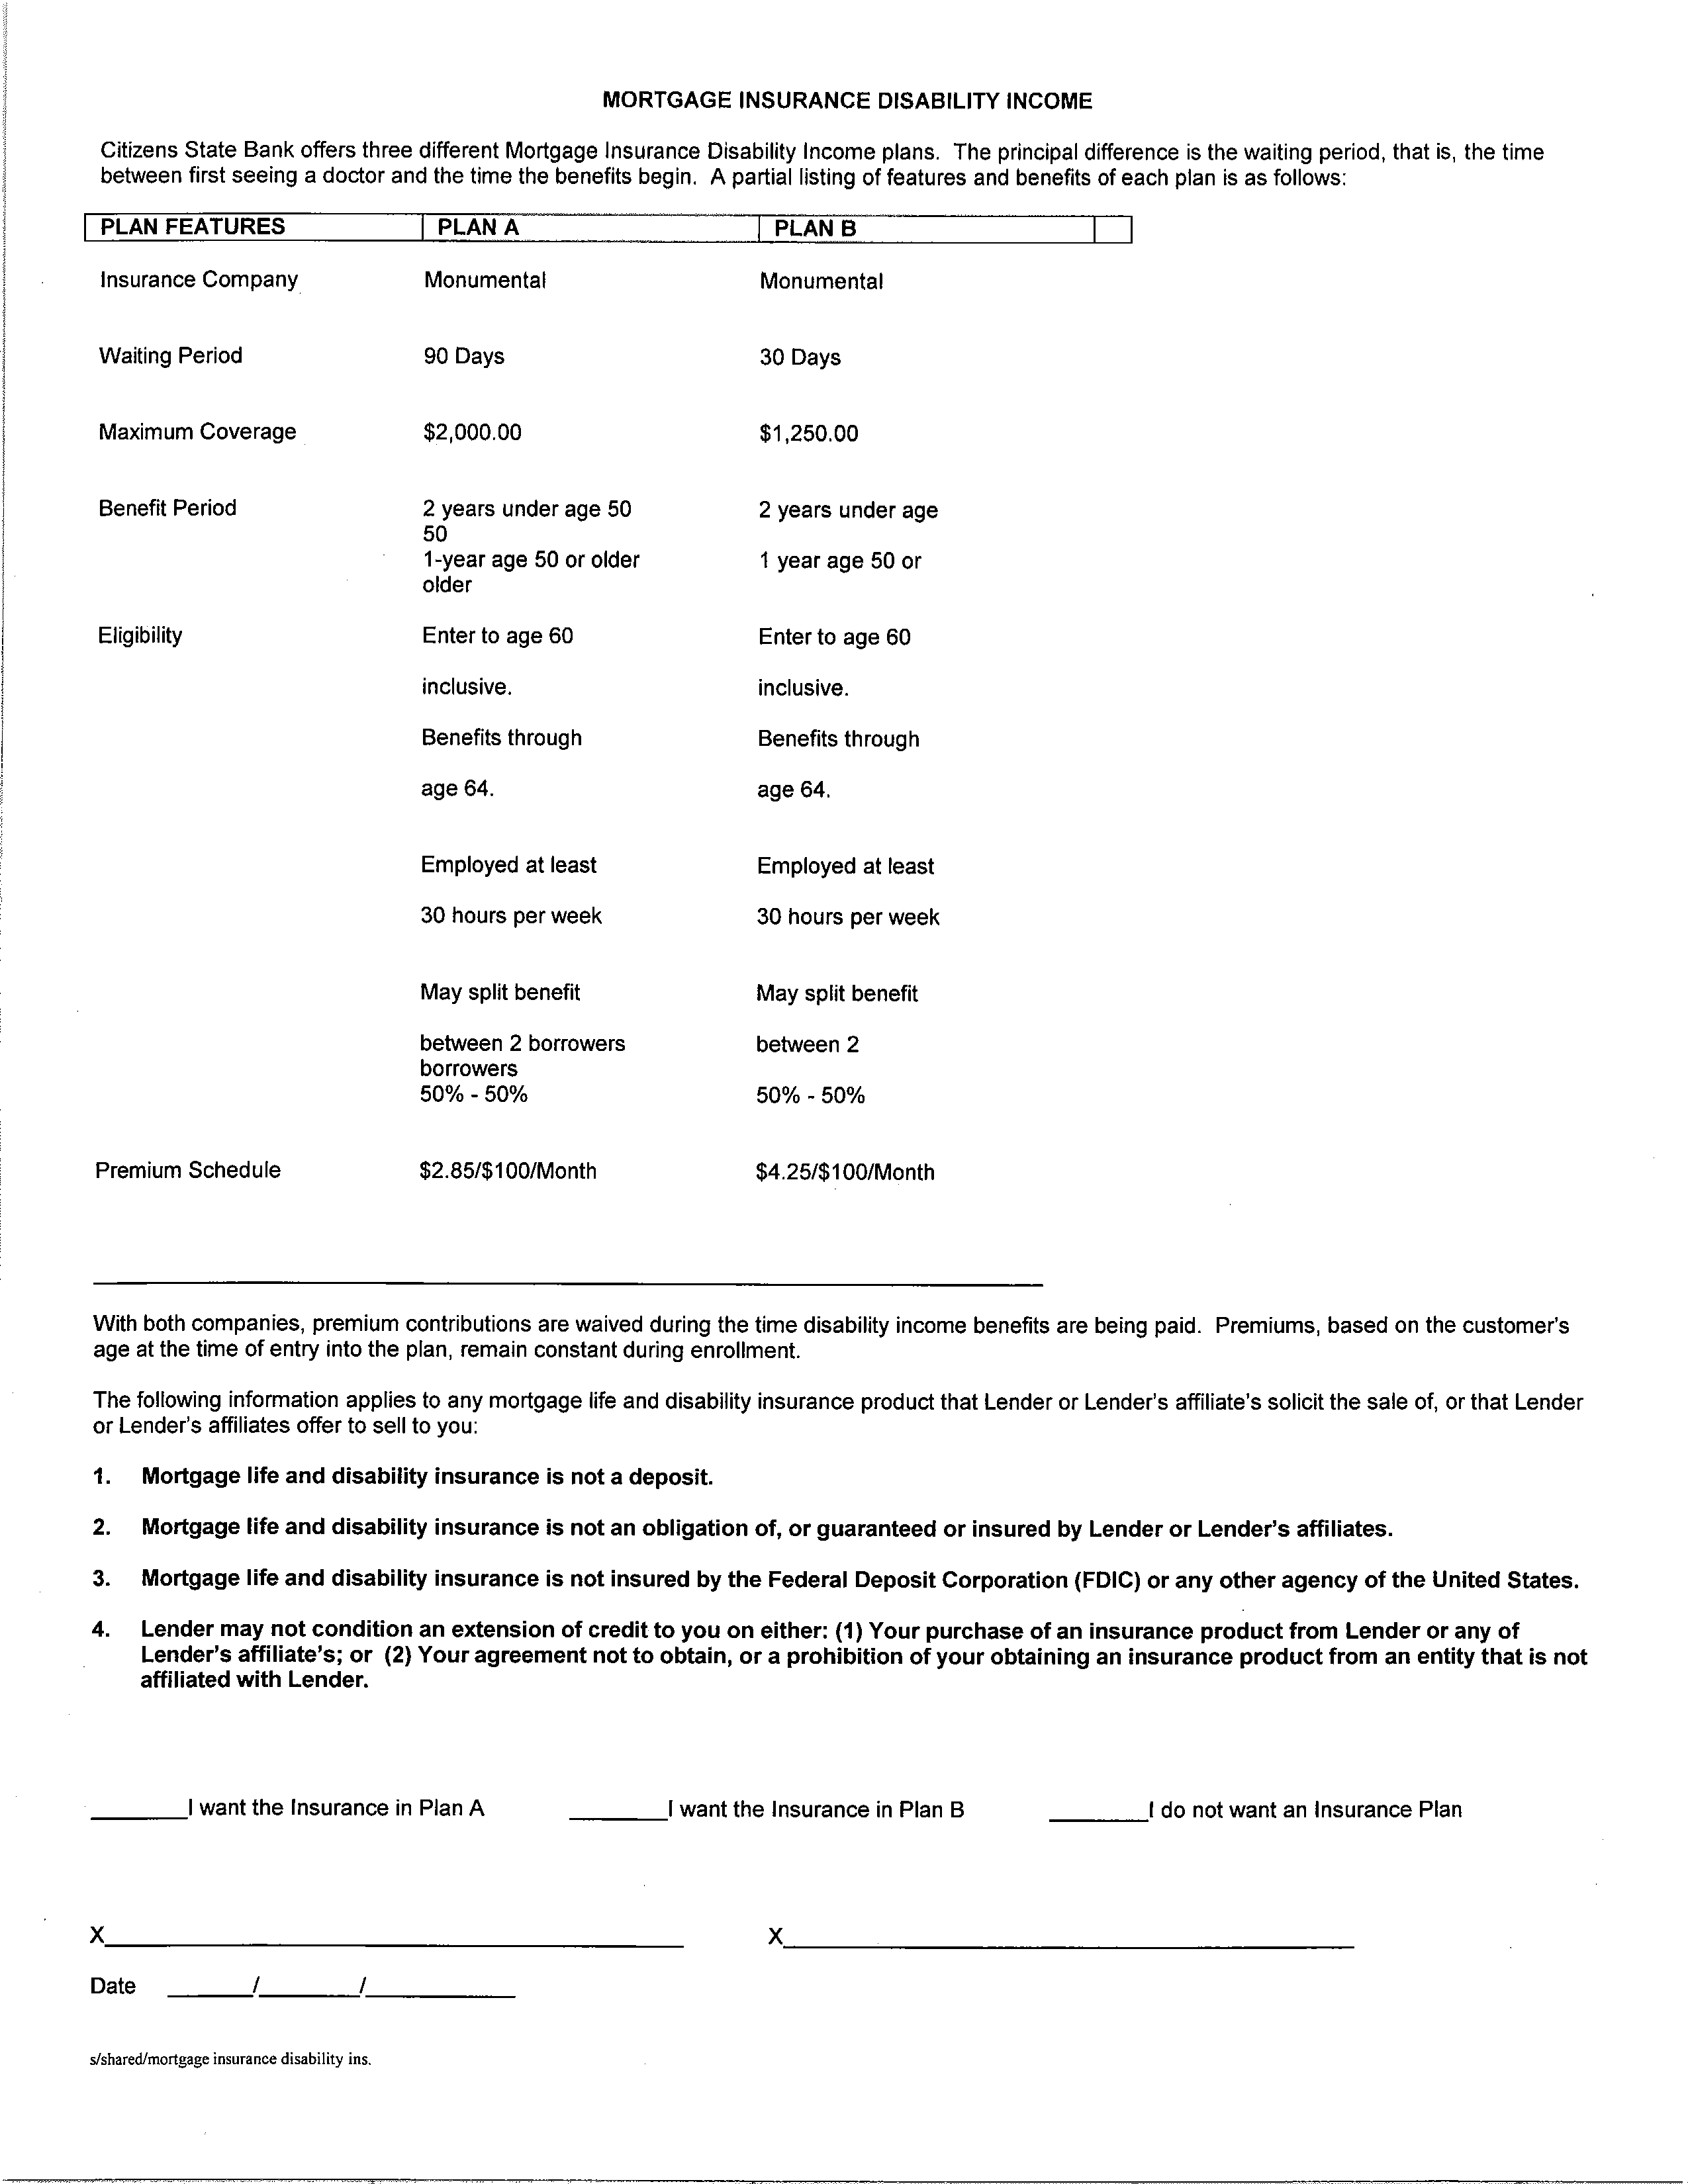 MORTGAGE INSURANCE DISABILITY INCOME
Citizens State Bank offers three different Mortgage Insurance Disability Income plans. The principal difference is the waiting period, that is, the time
between first seeing a doctor and the time the benefits begin. A partial listing of features and benefits of each plan is as follows:
PLAN FEATURES PLAN A PLAN B
Insurance Company Monumental Monumental
Waiting Period 90 Days 30 Days
Maximum Coverage $2,000.00 $1,250.00
Benefit Period 2 years under age 50 2 years under age
50
1-year age 50 or older 1 year age 50 or
older
Eligibility Enter to age 60 Enter to age 60
inclusive. inclusive.
Benefits through Benefits through
age 64. age 64.
Employed at least Employed at least
30 hours per week 30 hours per week
May split benefit May split benefit
between 2 borrowers between 2
borrowers
50% - 50% 50% - 50%
Premium Schedule $2.85/$100/Month $4.25/$100/Month
With both companies, premium contributions are waived during the time disability income benefits are being paid. Premiums, based on the customer's
age at the time of entry into the plan, remain constant during enrollment.
The following information applies to any mortgage life and disability insurance product that Lender or Lender's affiliate's solicit the sale of, or that Lender
or Lender's affiliates offer to sell to you:
1. Mortgage life and disability insurance is not a deposit.
2. Mortgage life and disability insurance is not an obligation of, or guaranteed or insured by Lender or Lender's affiliates.
3. Mortgage life and disability insurance is not insured by the Federal Deposit Corporation (FDIC) or any other agency of the United States.
4. Lender may not condition an extension of credit to you on either: (1) Your purchase of an insurance product from Lender or any of
Lender's affiliate's; or (2) Your agreement not to obtain, or a prohibition of your obtaining an insurance product from an entity that is not
affiliated with Lender.
________I want the Insurance in Plan A ________I want the Insurance in Plan B ________I do not want an Insurance Plan
X________________ X________________
Date ______/______/________
s/shared/mortgage insurance disability ins.